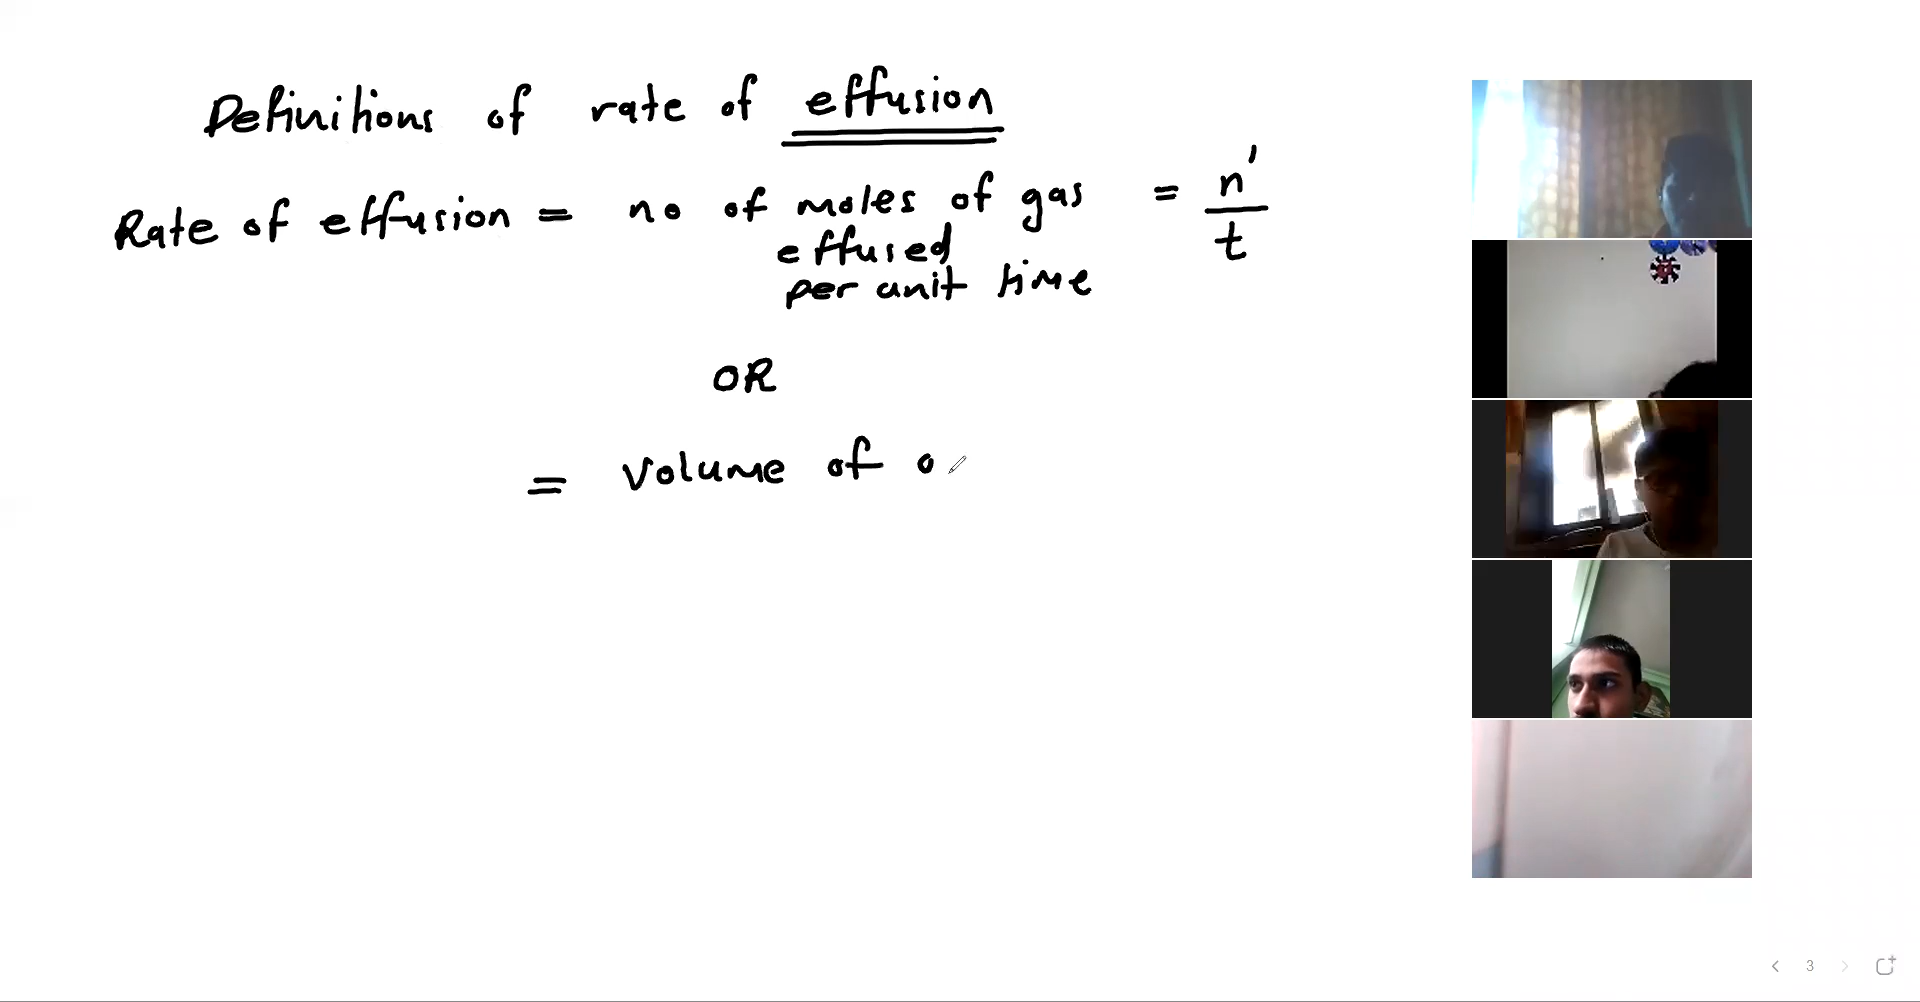 Definitions of rate of effusion
Rate of effusion = no of moles of gas = n'/t
effused
per unit time
OR
= Volume of o
3